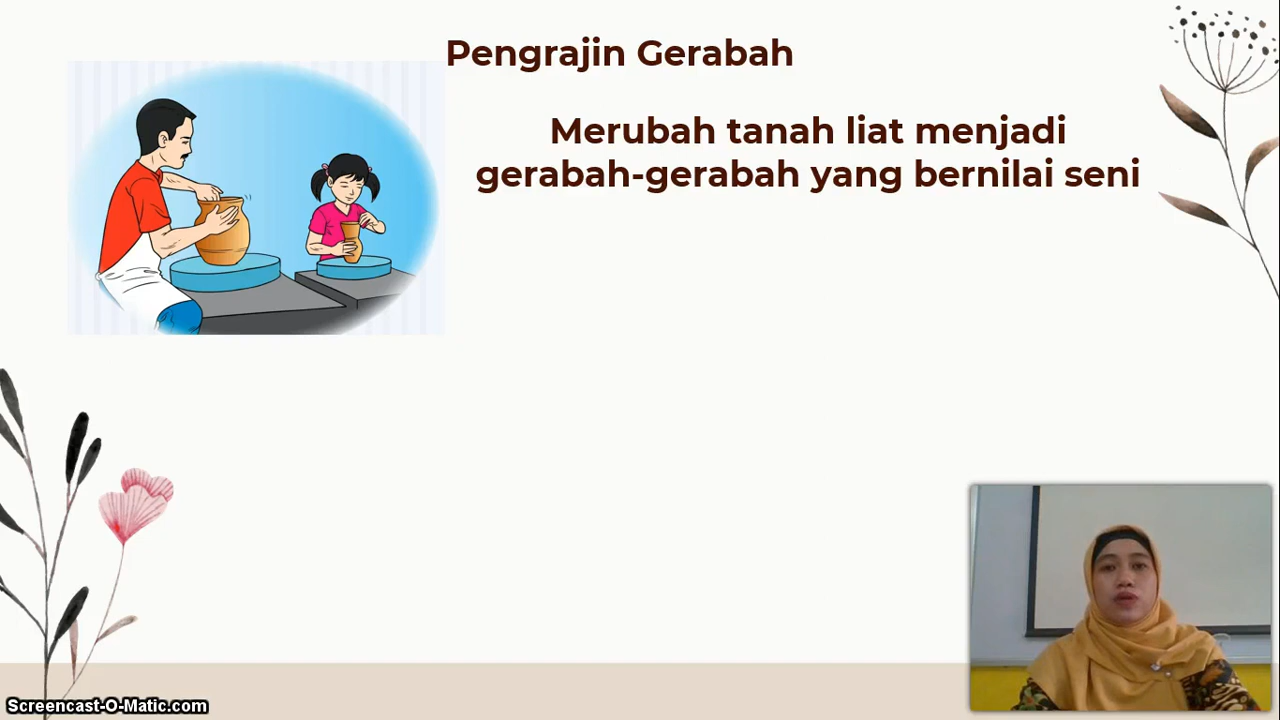 Pengrajin Gerabah
Merubah tanah liat menjadi
gerabah-gerabah yang bernilai seni
Screencast-O-Matic.com